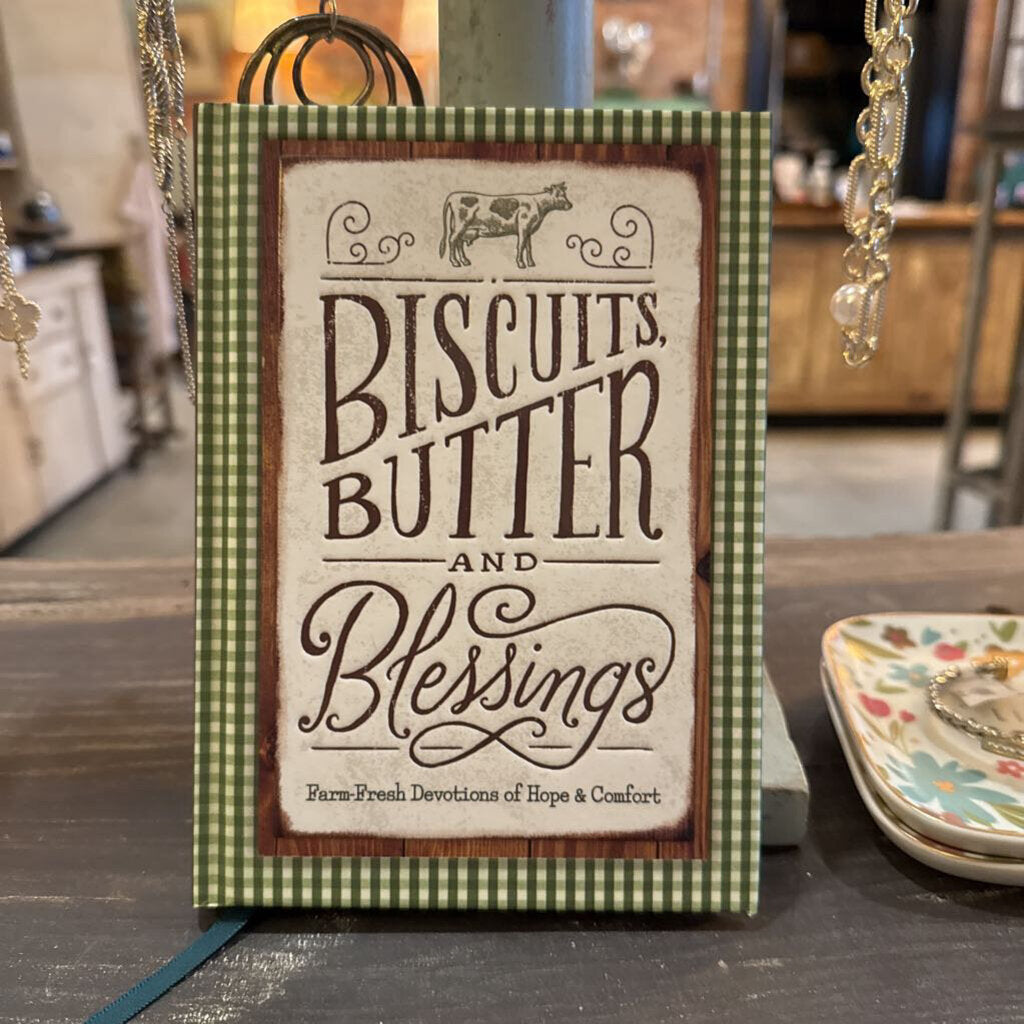 BISCUITS,
BUTTER
AND
Blessings
Farm-Fresh Devotions of Hope & Comfort